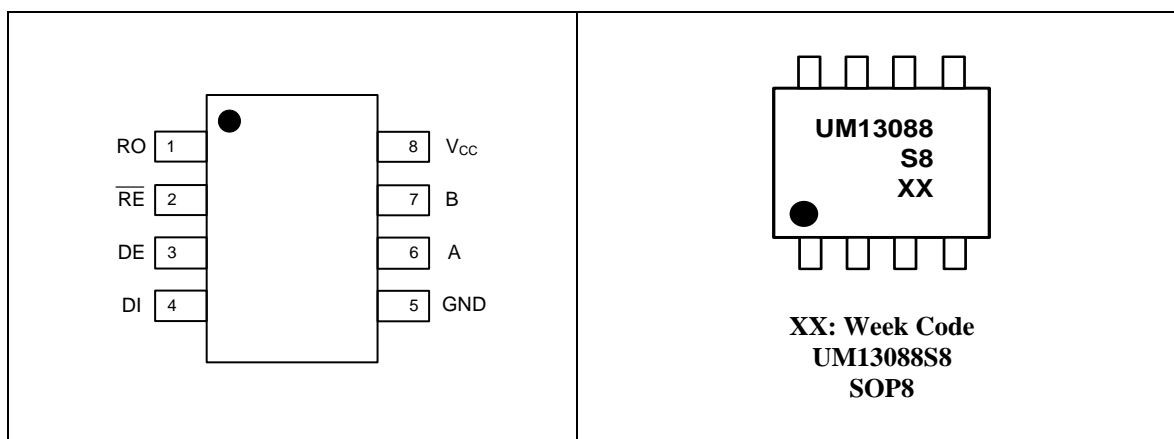 RO 1 8 VCC
RE 2 7 B
DE 3 6 A
DI 4 5 GND
UM13088
S8
XX
XX: Week Code
UM13088S8
SOP8